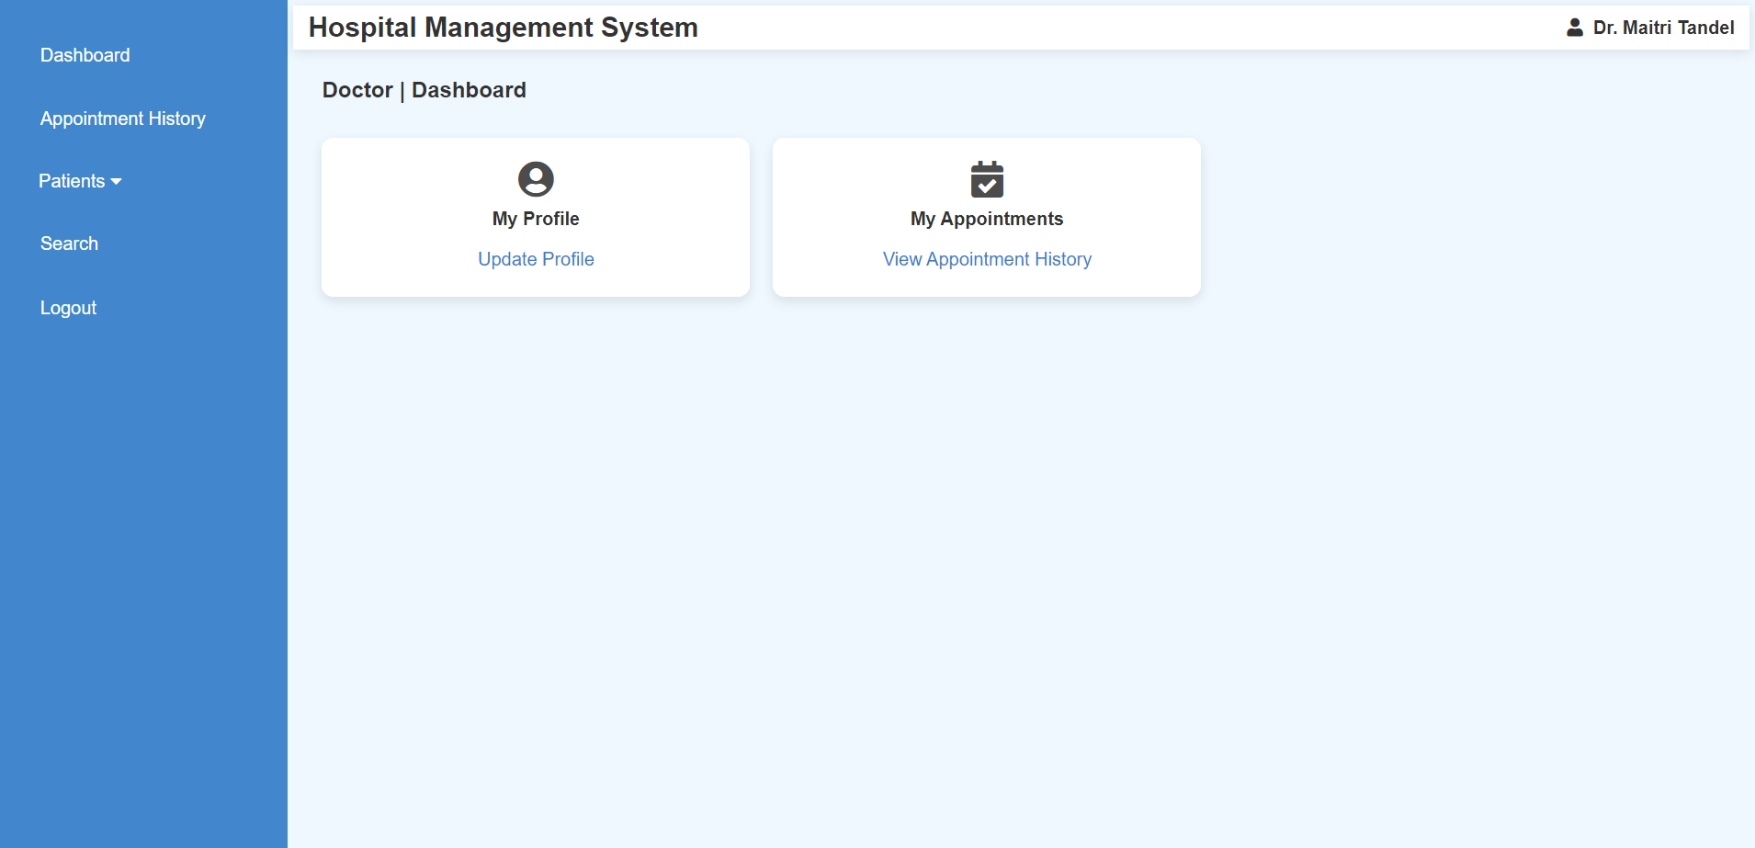 Dashboard
Appointment History
Patients
Search
Logout
Hospital Management System
Dr. Maitri Tandel
Doctor | Dashboard
My Profile
Update Profile
My Appointments
View Appointment History